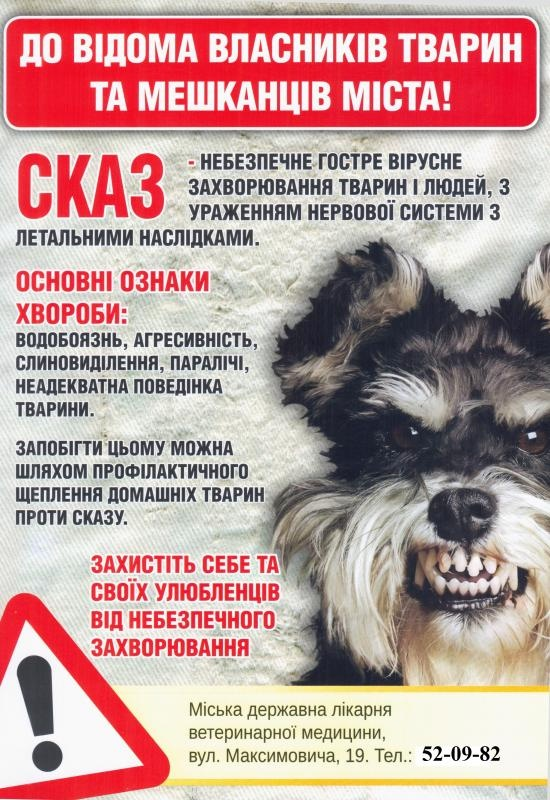 ДО ВІДОМА ВЛАСНИКІВ ТВАРИН
ТА МЕШКАНЦІВ МІСТА!
СКАЗ - НЕБЕЗПЕЧНЕ ГОСТРЕ ВІРУСНЕ
ЗАХВОРЮВАННЯ ТВАРИН І ЛЮДЕЙ, З
УРАЖЕННЯМ НЕРВОВОЇ СИСТЕМИ З
ЛЕТАЛЬНИМИ НАСЛІДКАМИ.
ОСНОВНІ ОЗНАКИ
ХВОРОБИ:
ВОДОБОЯЗНЬ, АГРЕСИВНІСТЬ,
СЛИНОВИДІЛЕННЯ, ПАРАЛІЧІ,
НЕАДЕКВАТНА ПОВЕДІНКА
ТВАРИНИ.
ЗАПОБІГТИ ЦЬОМУ МОЖНА
ШЛЯХОМ ПРОФІЛАКТИЧНОГО
ЩЕПЛЕННЯ ДОМАШНІХ ТВАРИН
ПРОТИ СКАЗУ.
ЗАХИСТІТЬ СЕБЕ ТА
СВОЇХ УЛЮБЛЕНЦІВ
ВІД НЕБЕЗПЕЧНОГО
ЗАХВОРЮВАННЯ
Міська державна лікарня
ветеринарної медицини,
вул. Максимовича, 19. Тел.: 52-09-82